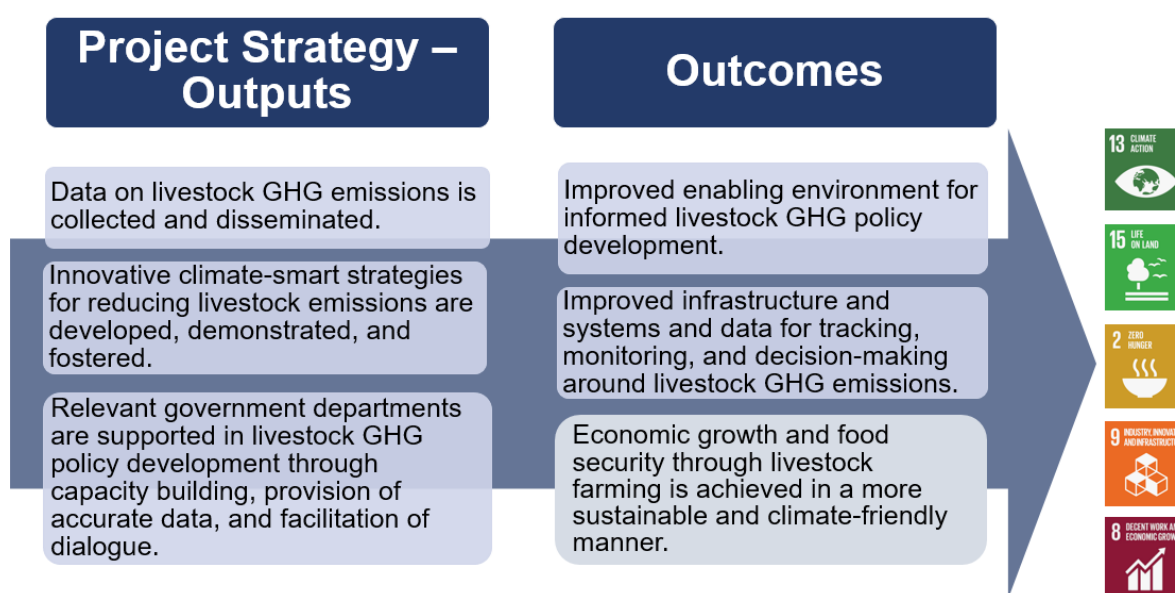 Project Strategy –
Outputs
Data on livestock GHG emissions is
collected and disseminated.
Innovative climate-smart strategies
for reducing livestock emissions are
developed, demonstrated, and
fostered.
Relevant government departments
are supported in livestock GHG
policy development through
capacity building, provision of
accurate data, and facilitation of
dialogue.
Outcomes
Improved enabling environment for
informed livestock GHG policy
development.
Improved infrastructure and
systems and data for tracking,
monitoring, and decision-making
around livestock GHG emissions.
Economic growth and food
security through livestock
farming is achieved in a more
sustainable and climate-friendly
manner.
13 CLIMATE
ACTION
15 LIFE
ON LAND
2 ZERO
HUNGER
9 INDUSTRY,
AND
8 DECENT WORK
ECONOMIC